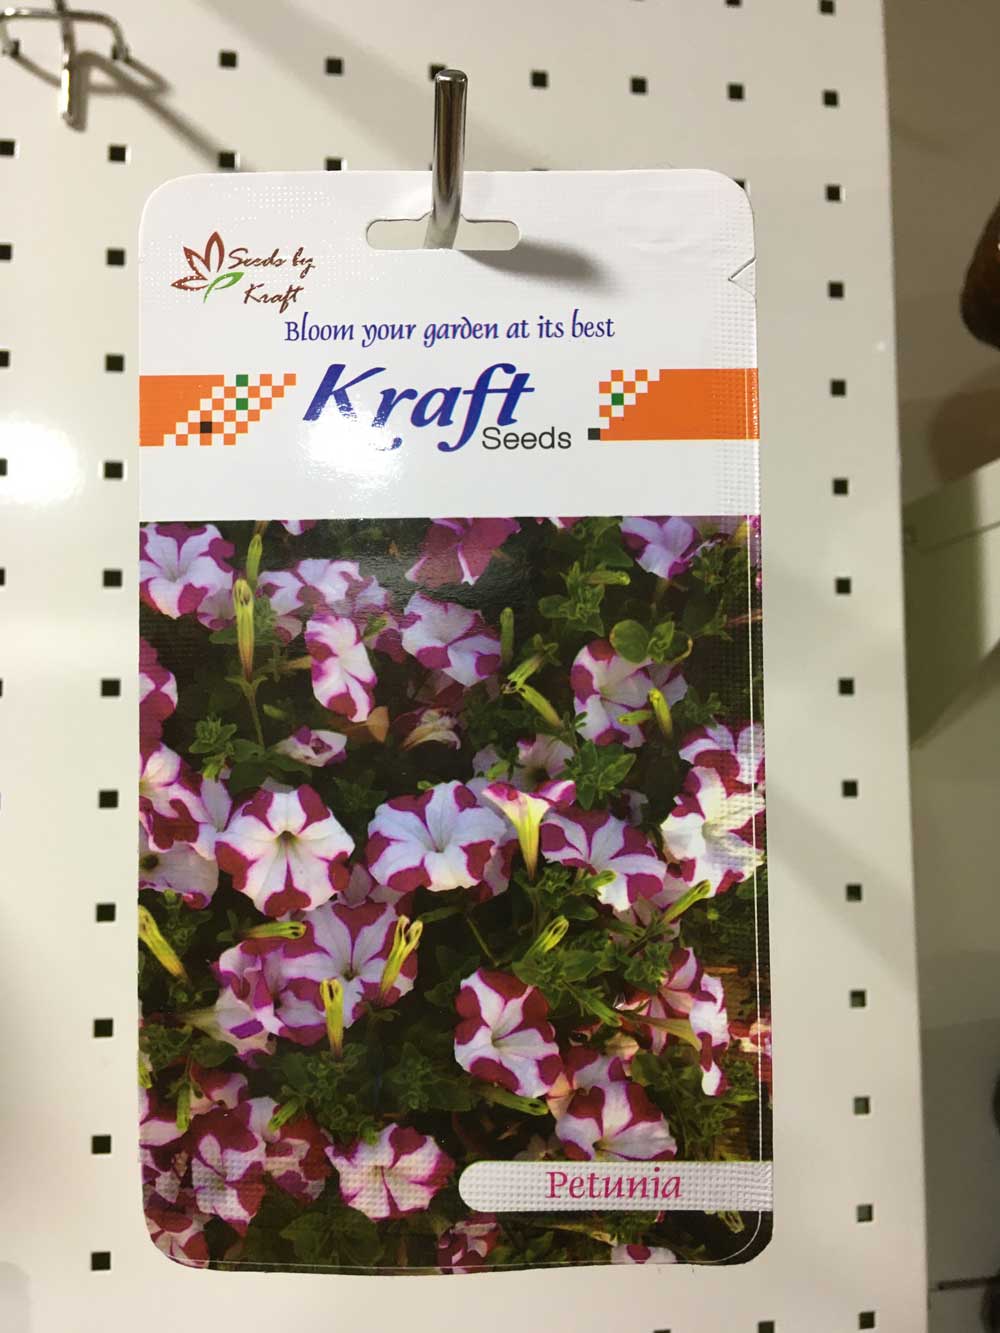 Seeds by
Kraft
Bloom your garden at its best
Kraft
Seeds
Petunia